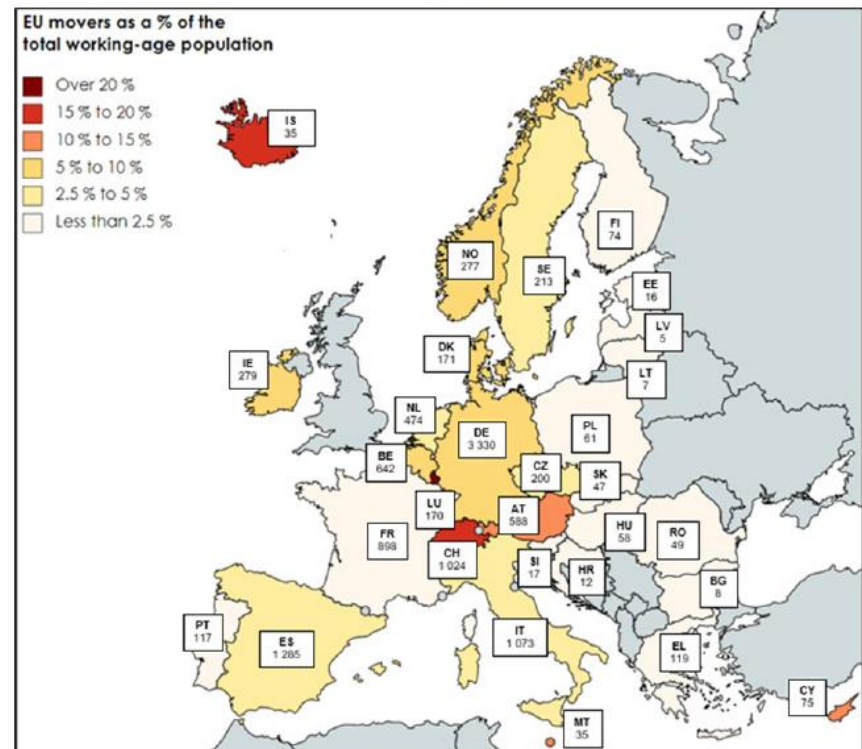 EU movers as a % of the
total working-age population
Over 20 %
15 % to 20 %
10 % to 15 %
5 % to 10 %
2.5 % to 5 %
Less than 2.5 %
IS
35
FI
74
NO
277
SE
213
EE
16
LV
5
DK
171
IE
279
LT
7
NL
474
DE
3 330
PL
61
BE
642
CZ
200
SK
47
LU
170
AT
588
FR
898
HU
58
RO
49
CH
1 024
SI
17
HR
12
BG
8
PT
117
ES
1 285
IT
1 073
EL
119
CY
75
MT
35